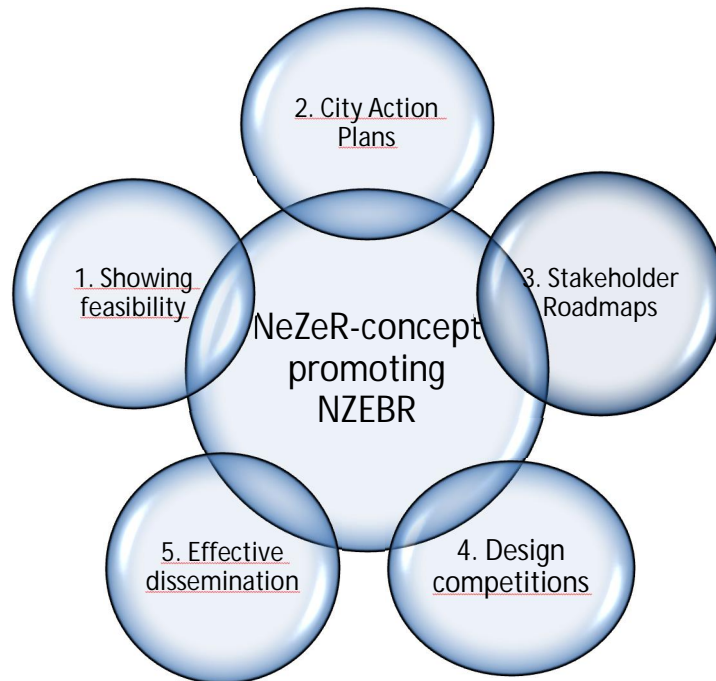 2. City Action
Plans
1. Showing
feasibility
3. Stakeholder
Roadmaps
NeZeR-concept
promoting
NZEBR
5. Effective
dissemination
4. Design
competitions